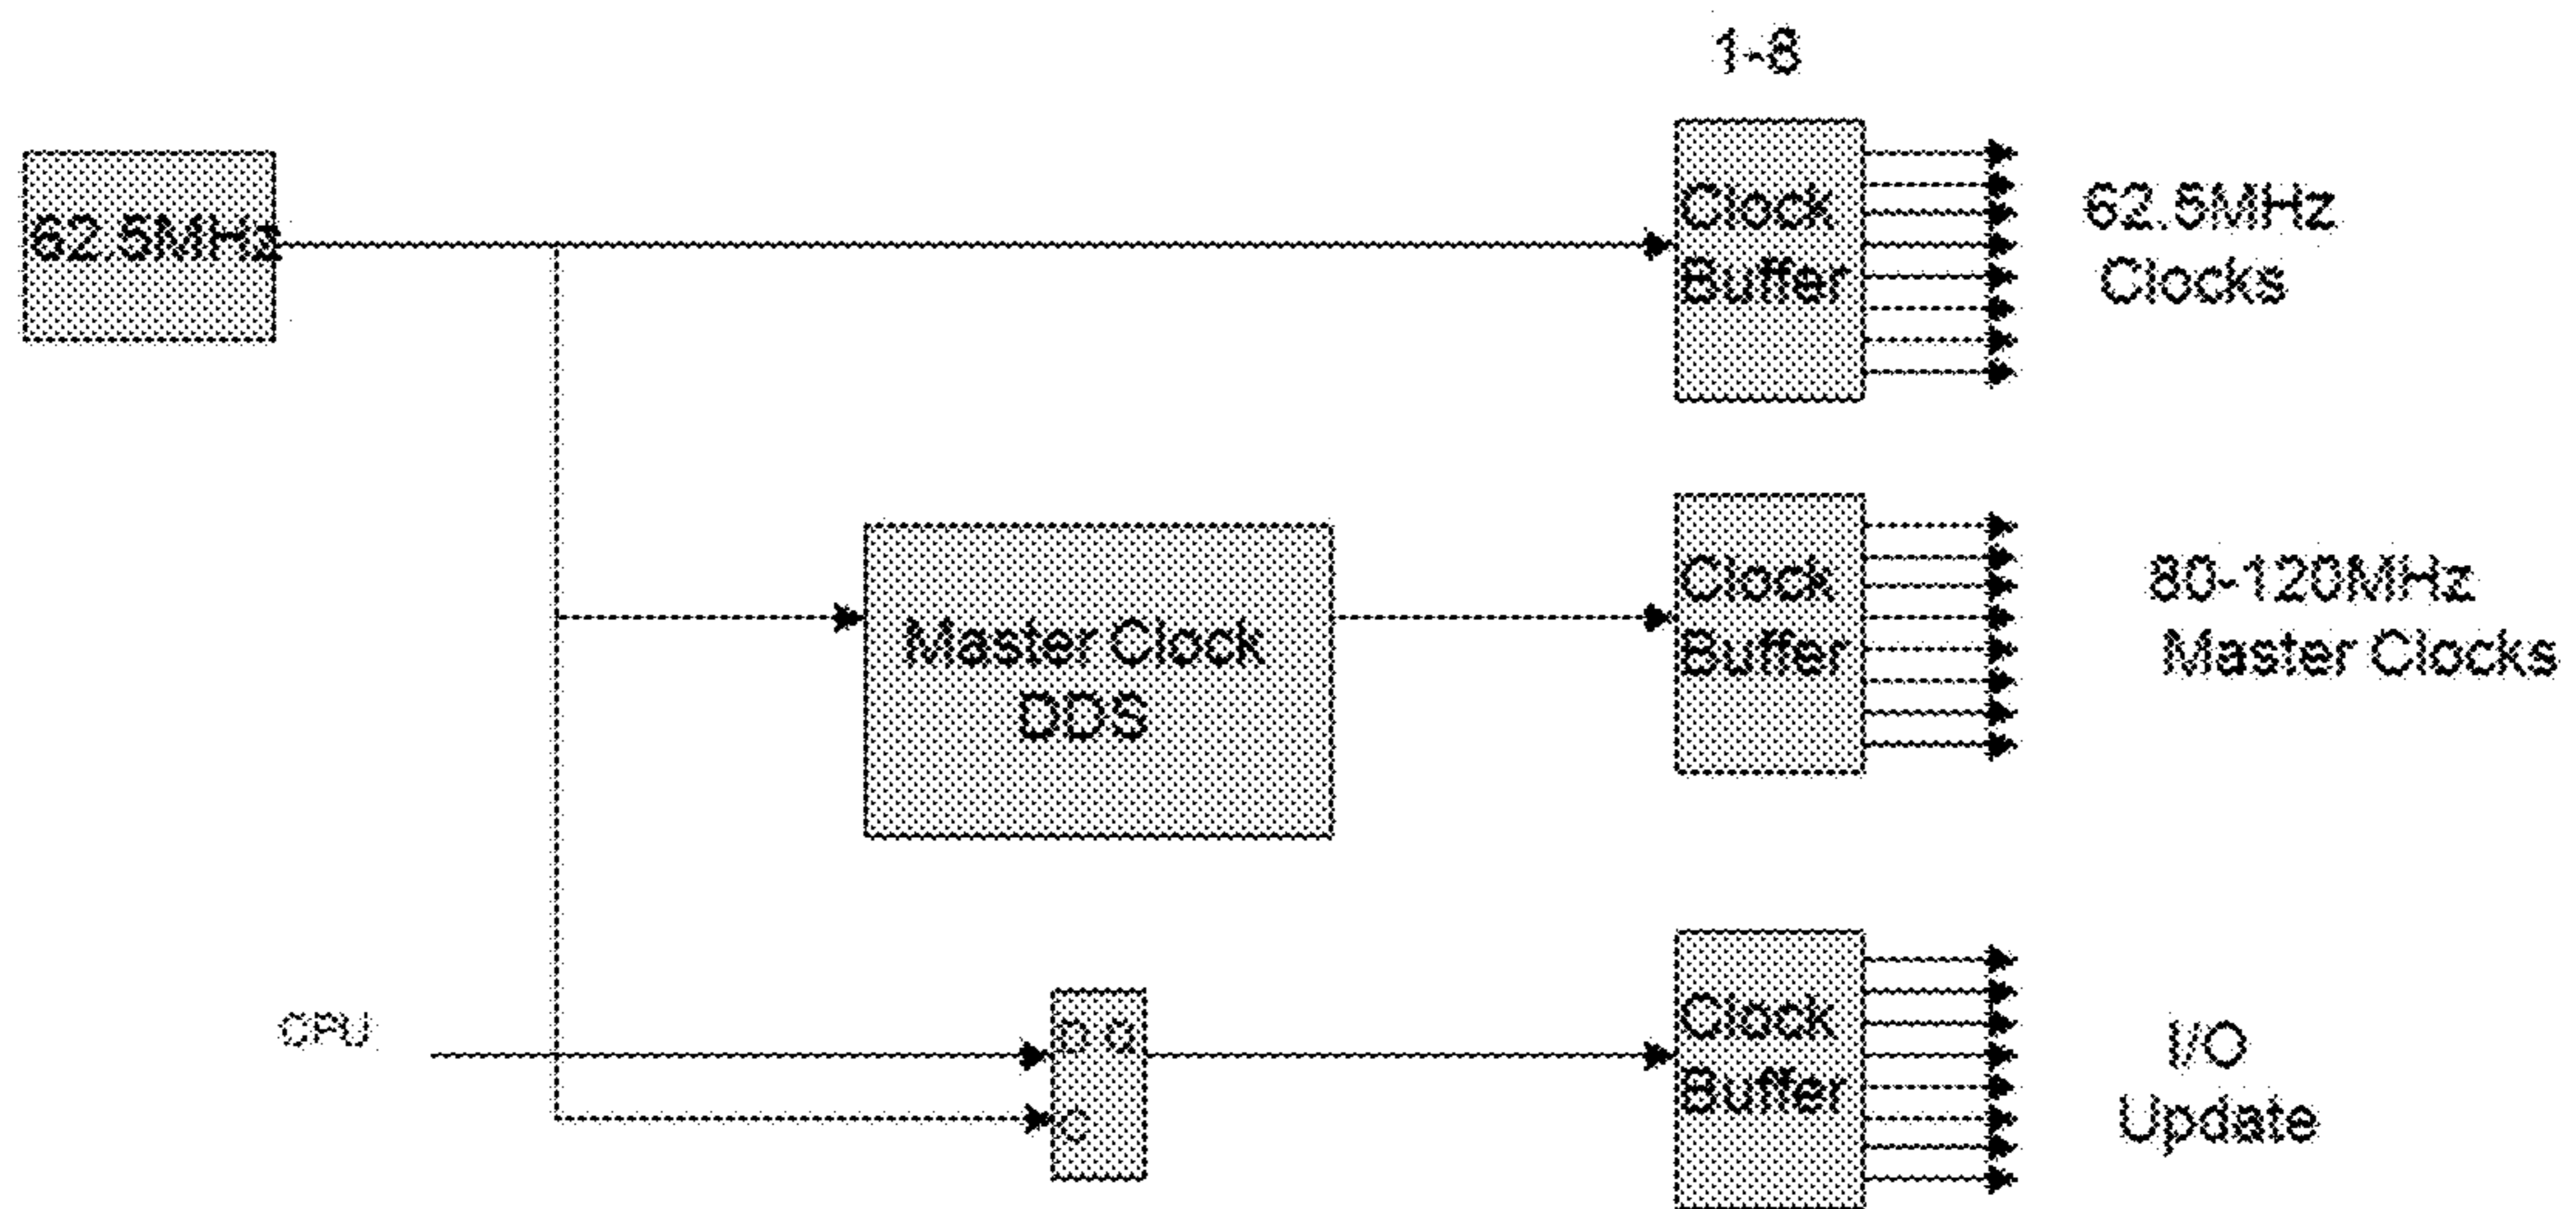 1-8
62.5MHz
Clock
Buffer
62.5MHz
Clocks
Master Clock
DDS
Clock
Buffer
80-120MHz
Master Clocks
CPU
D Q
C
Clock
Buffer
I/O
Update